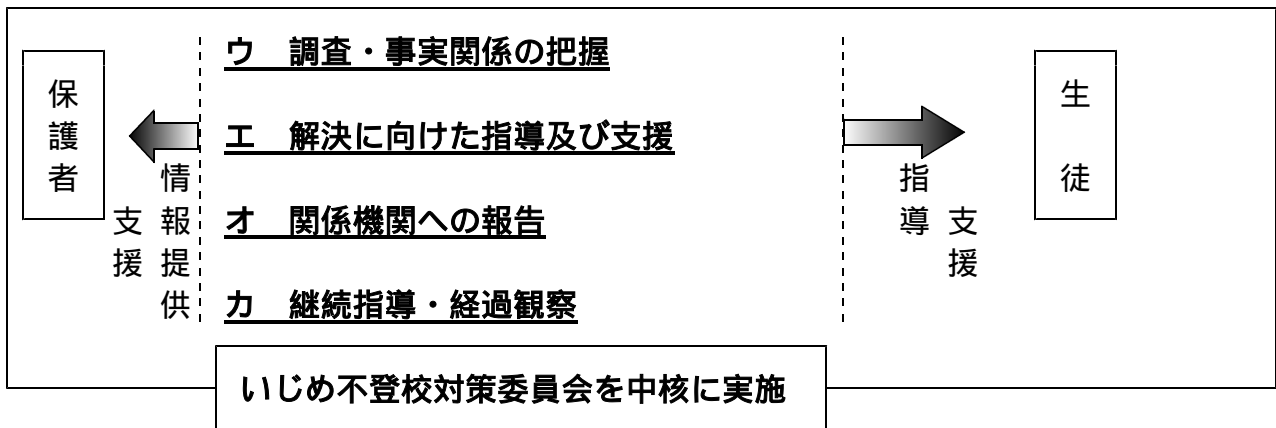 保護者
情報提供
支援
ウ　調査・事実関係の把握
エ　解決に向けた指導及び支援
オ　関係機関への報告
カ　継続指導・経過観察
指導
支援
生徒
いじめ不登校対策委員会を中核に実施